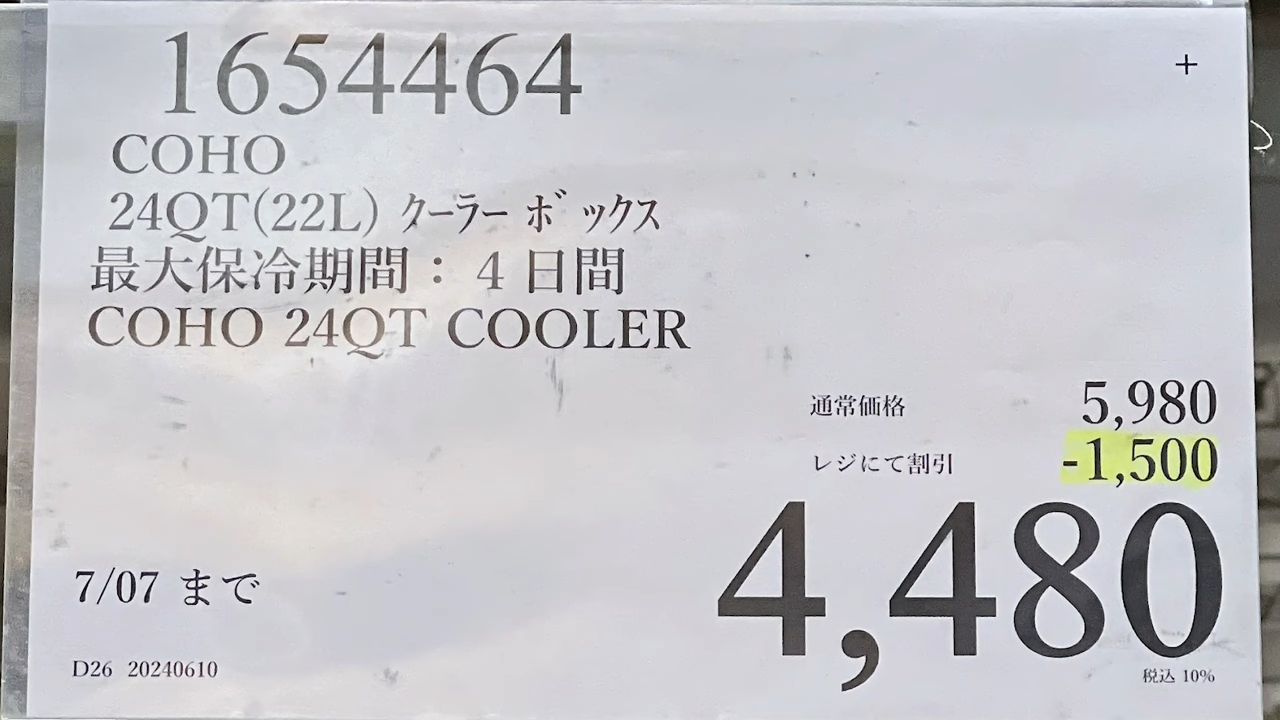 1654464
+
COHO
24QT(22L) クーラー ボックス
最大保冷期間：４日間
COHO 24QT COOLER
通常価格 5,980
レジにて割引 -1,500
4,480
7/07 まで
D26 20240610
税込 10%